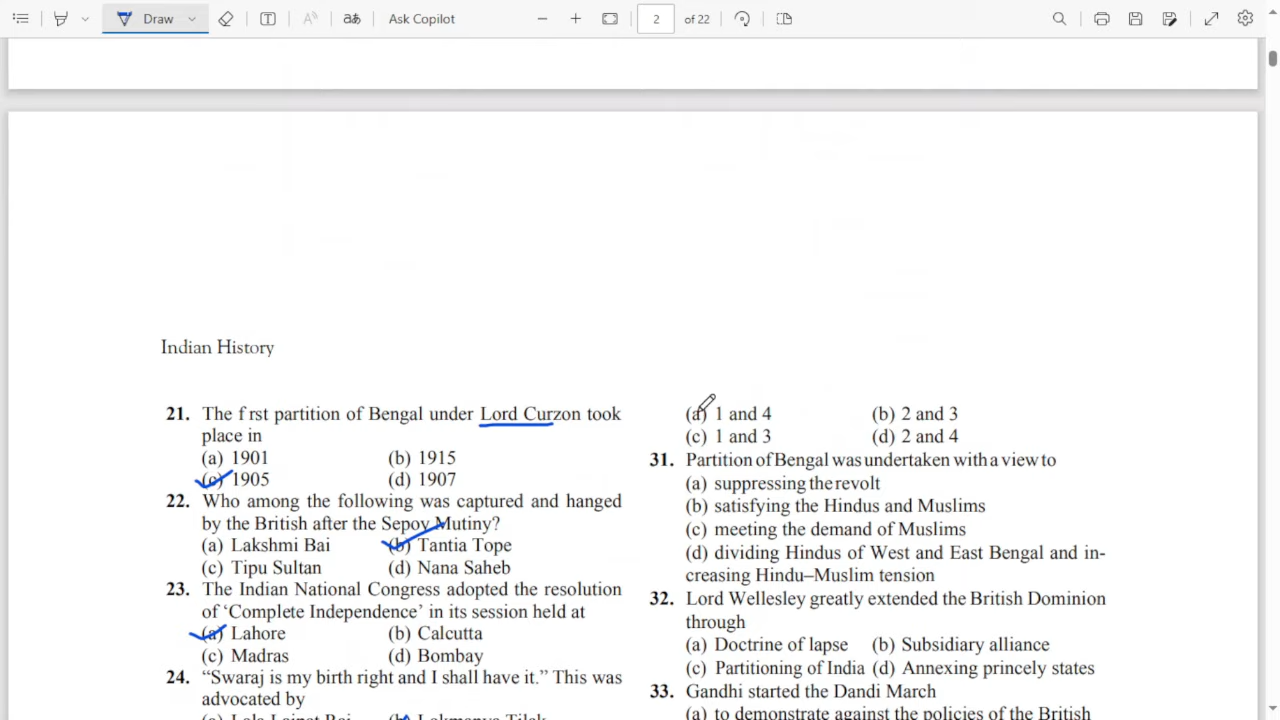 Draw
aあ
Ask Copilot
2
of 22
Indian History
21. The f rst partition of Bengal under Lord Curzon took
place in
(a) 1901 (b) 1915
(c) 1905 (d) 1907
22. Who among the following was captured and hanged
by the British after the Sepoy Mutiny?
(a) Lakshmi Bai (b) Tantia Tope
(c) Tipu Sultan (d) Nana Saheb
23. The Indian National Congress adopted the resolution
of ‘Complete Independence’ in its session held at
(a) Lahore (b) Calcutta
(c) Madras (d) Bombay
24. “Swaraj is my birth right and I shall have it.” This was
advocated by
(a) Lala Lajpat Rai (b) Lokmanya Tilak
(a) 1 and 4 (b) 2 and 3
(c) 1 and 3 (d) 2 and 4
31. Partition of Bengal was undertaken with a view to
(a) suppressing the revolt
(b) satisfying the Hindus and Muslims
(c) meeting the demand of Muslims
(d) dividing Hindus of West and East Bengal and in-
creasing Hindu–Muslim tension
32. Lord Wellesley greatly extended the British Dominion
through
(a) Doctrine of lapse (b) Subsidiary alliance
(c) Partitioning of India (d) Annexing princely states
33. Gandhi started the Dandi March
(a) to demonstrate against the policies of the British